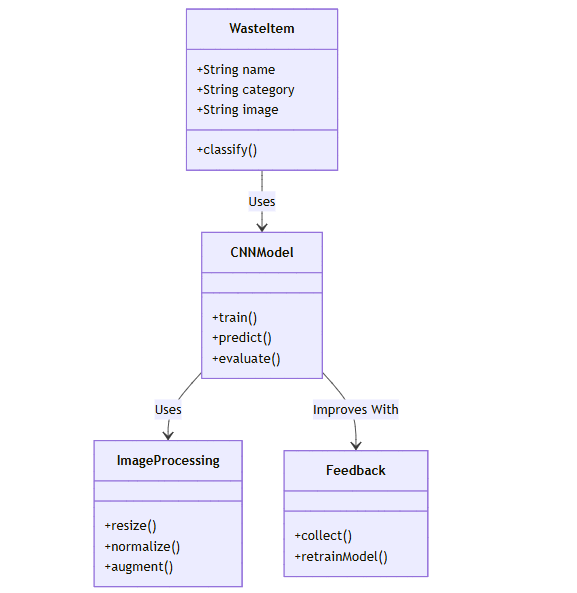 WasteItem
+String name
+String category
+String image
+classify()
Uses
CNNModel
+train()
+predict()
+evaluate()
Uses
Improves With
ImageProcessing
+resize()
+normalize()
+augment()
Feedback
+collect()
+retrainModel()